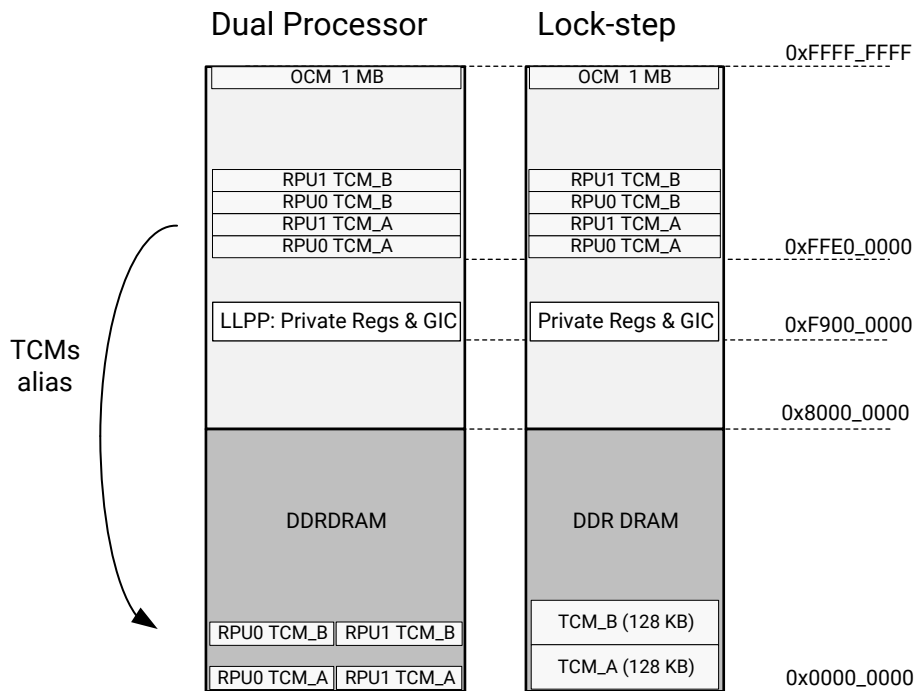 Dual Processor Lock-step
0xFFFF_FFFF
OCM 1 MB OCM 1 MB
RPU1 TCM_B RPU1 TCM_B
RPU0 TCM_B RPU0 TCM_B
RPU1 TCM_A RPU1 TCM_A
RPU0 TCM_A RPU0 TCM_A
0xFFE0_0000
LLPP: Private Regs & GIC Private Regs & GIC 0xF900_0000
TCMs
alias
0x8000_0000
DDRDRAM DDR DRAM
TCM_B (128 KB)
RPU0 TCM_B RPU1 TCM_B
TCM_A (128 KB)
RPU0 TCM_A RPU1 TCM_A 0x0000_0000